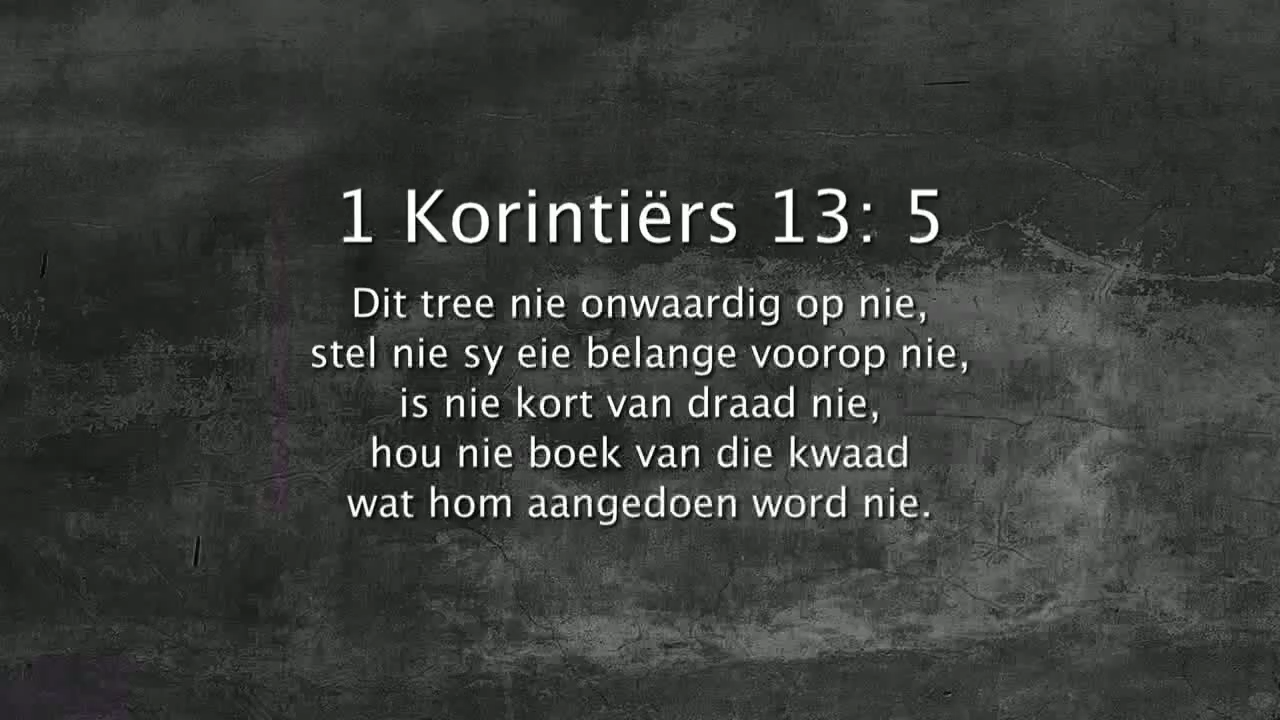 1 Korintiërs 13: 5
Dit tree nie onwaardig op nie,
stel nie sy eie belange voorop nie,
is nie kort van draad nie,
hou nie boek van die kwaad
wat hom aangedoen word nie.